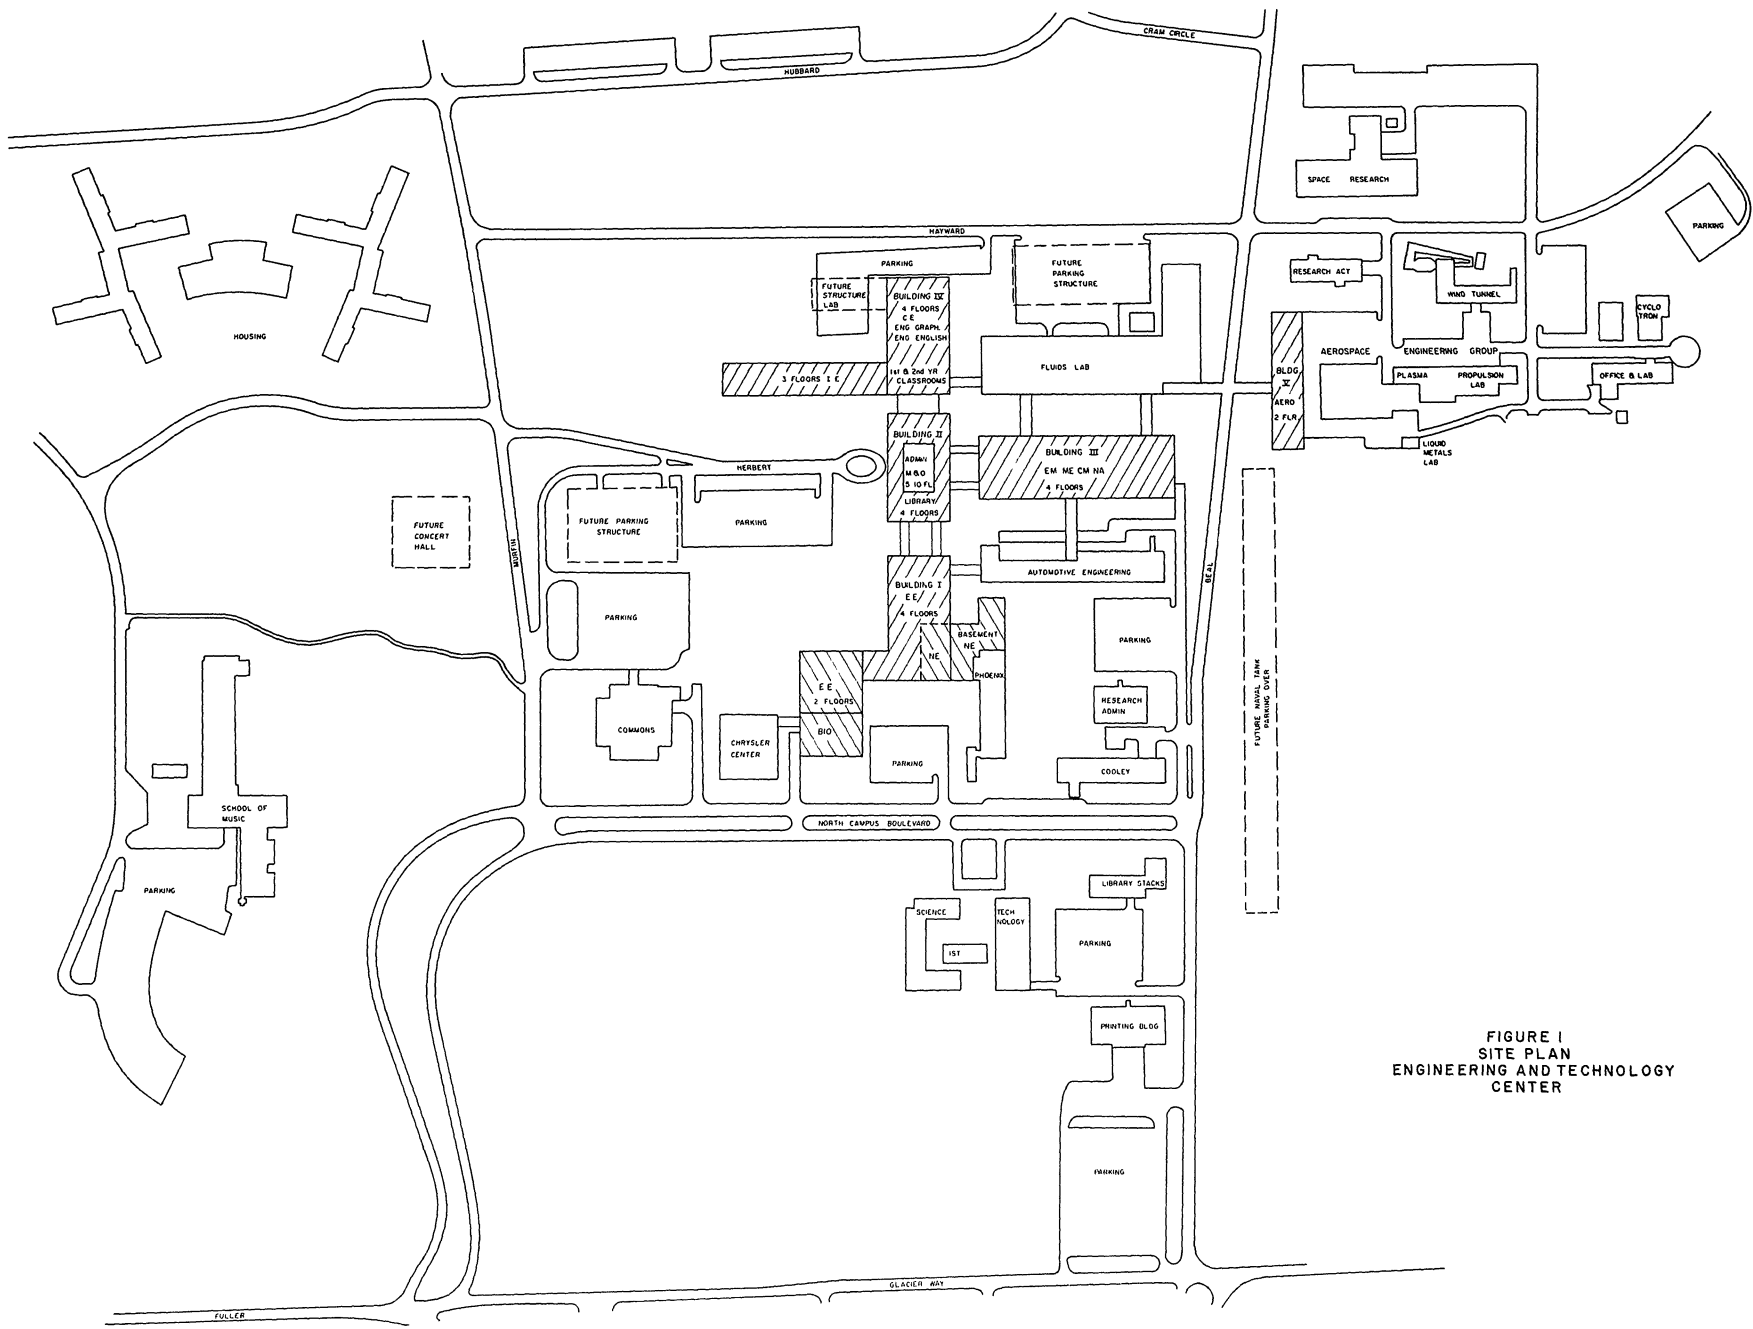 CRAM CIRCLE
HUBBARD
SPACE RESEARCH
PARKING
HAYWARD
PARKING
FUTURE
PARKING
STRUCTURE
RESEARCH ACT
WIND TUNNEL
CYCLO
TRON
FUTURE
STRUCTURE
LAB
BUILDING IV
4 FLOORS
C E
ENG GRAPH.
ENG ENGLISH
1st & 2nd YR
CLASSROOMS
HOUSING
3 FLOORS I E
FLUIDS LAB
BLDG
V
AERO
2 FLR.
AEROSPACE ENGINEERING GROUP
PLASMA PROPULSION
LAB
OFFICE & LAB
LIQUID
METALS
LAB
BUILDING II
ADMIN
M & O
5 10 FL
LIBRARY
4 FLOORS
BUILDING III
EM ME CM NA
4 FLOORS
HERBERT
FUTURE
CONCERT
HALL
MURFIN
FUTURE PARKING
STRUCTURE
PARKING
AUTOMOTIVE ENGINEERING
BEAL
BUILDING I
E E
4 FLOORS
PARKING
BASEMENT
NE
NE
PHOENIX
PARKING
FUTURE NAVAL TANK
PARKING OVER
E E
2 FLOORS
BIO
RESEARCH
ADMIN
COMMONS
CHRYSLER
CENTER
PARKING
COOLEY
SCHOOL OF
MUSIC
NORTH CAMPUS BOULEVARD
PARKING
LIBRARY STACKS
SCIENCE
TECH
NOLOGY
IST
PARKING
PRINTING BLDG
FIGURE I
SITE PLAN
ENGINEERING AND TECHNOLOGY
CENTER
PARKING
GLACIER WAY
FULLER